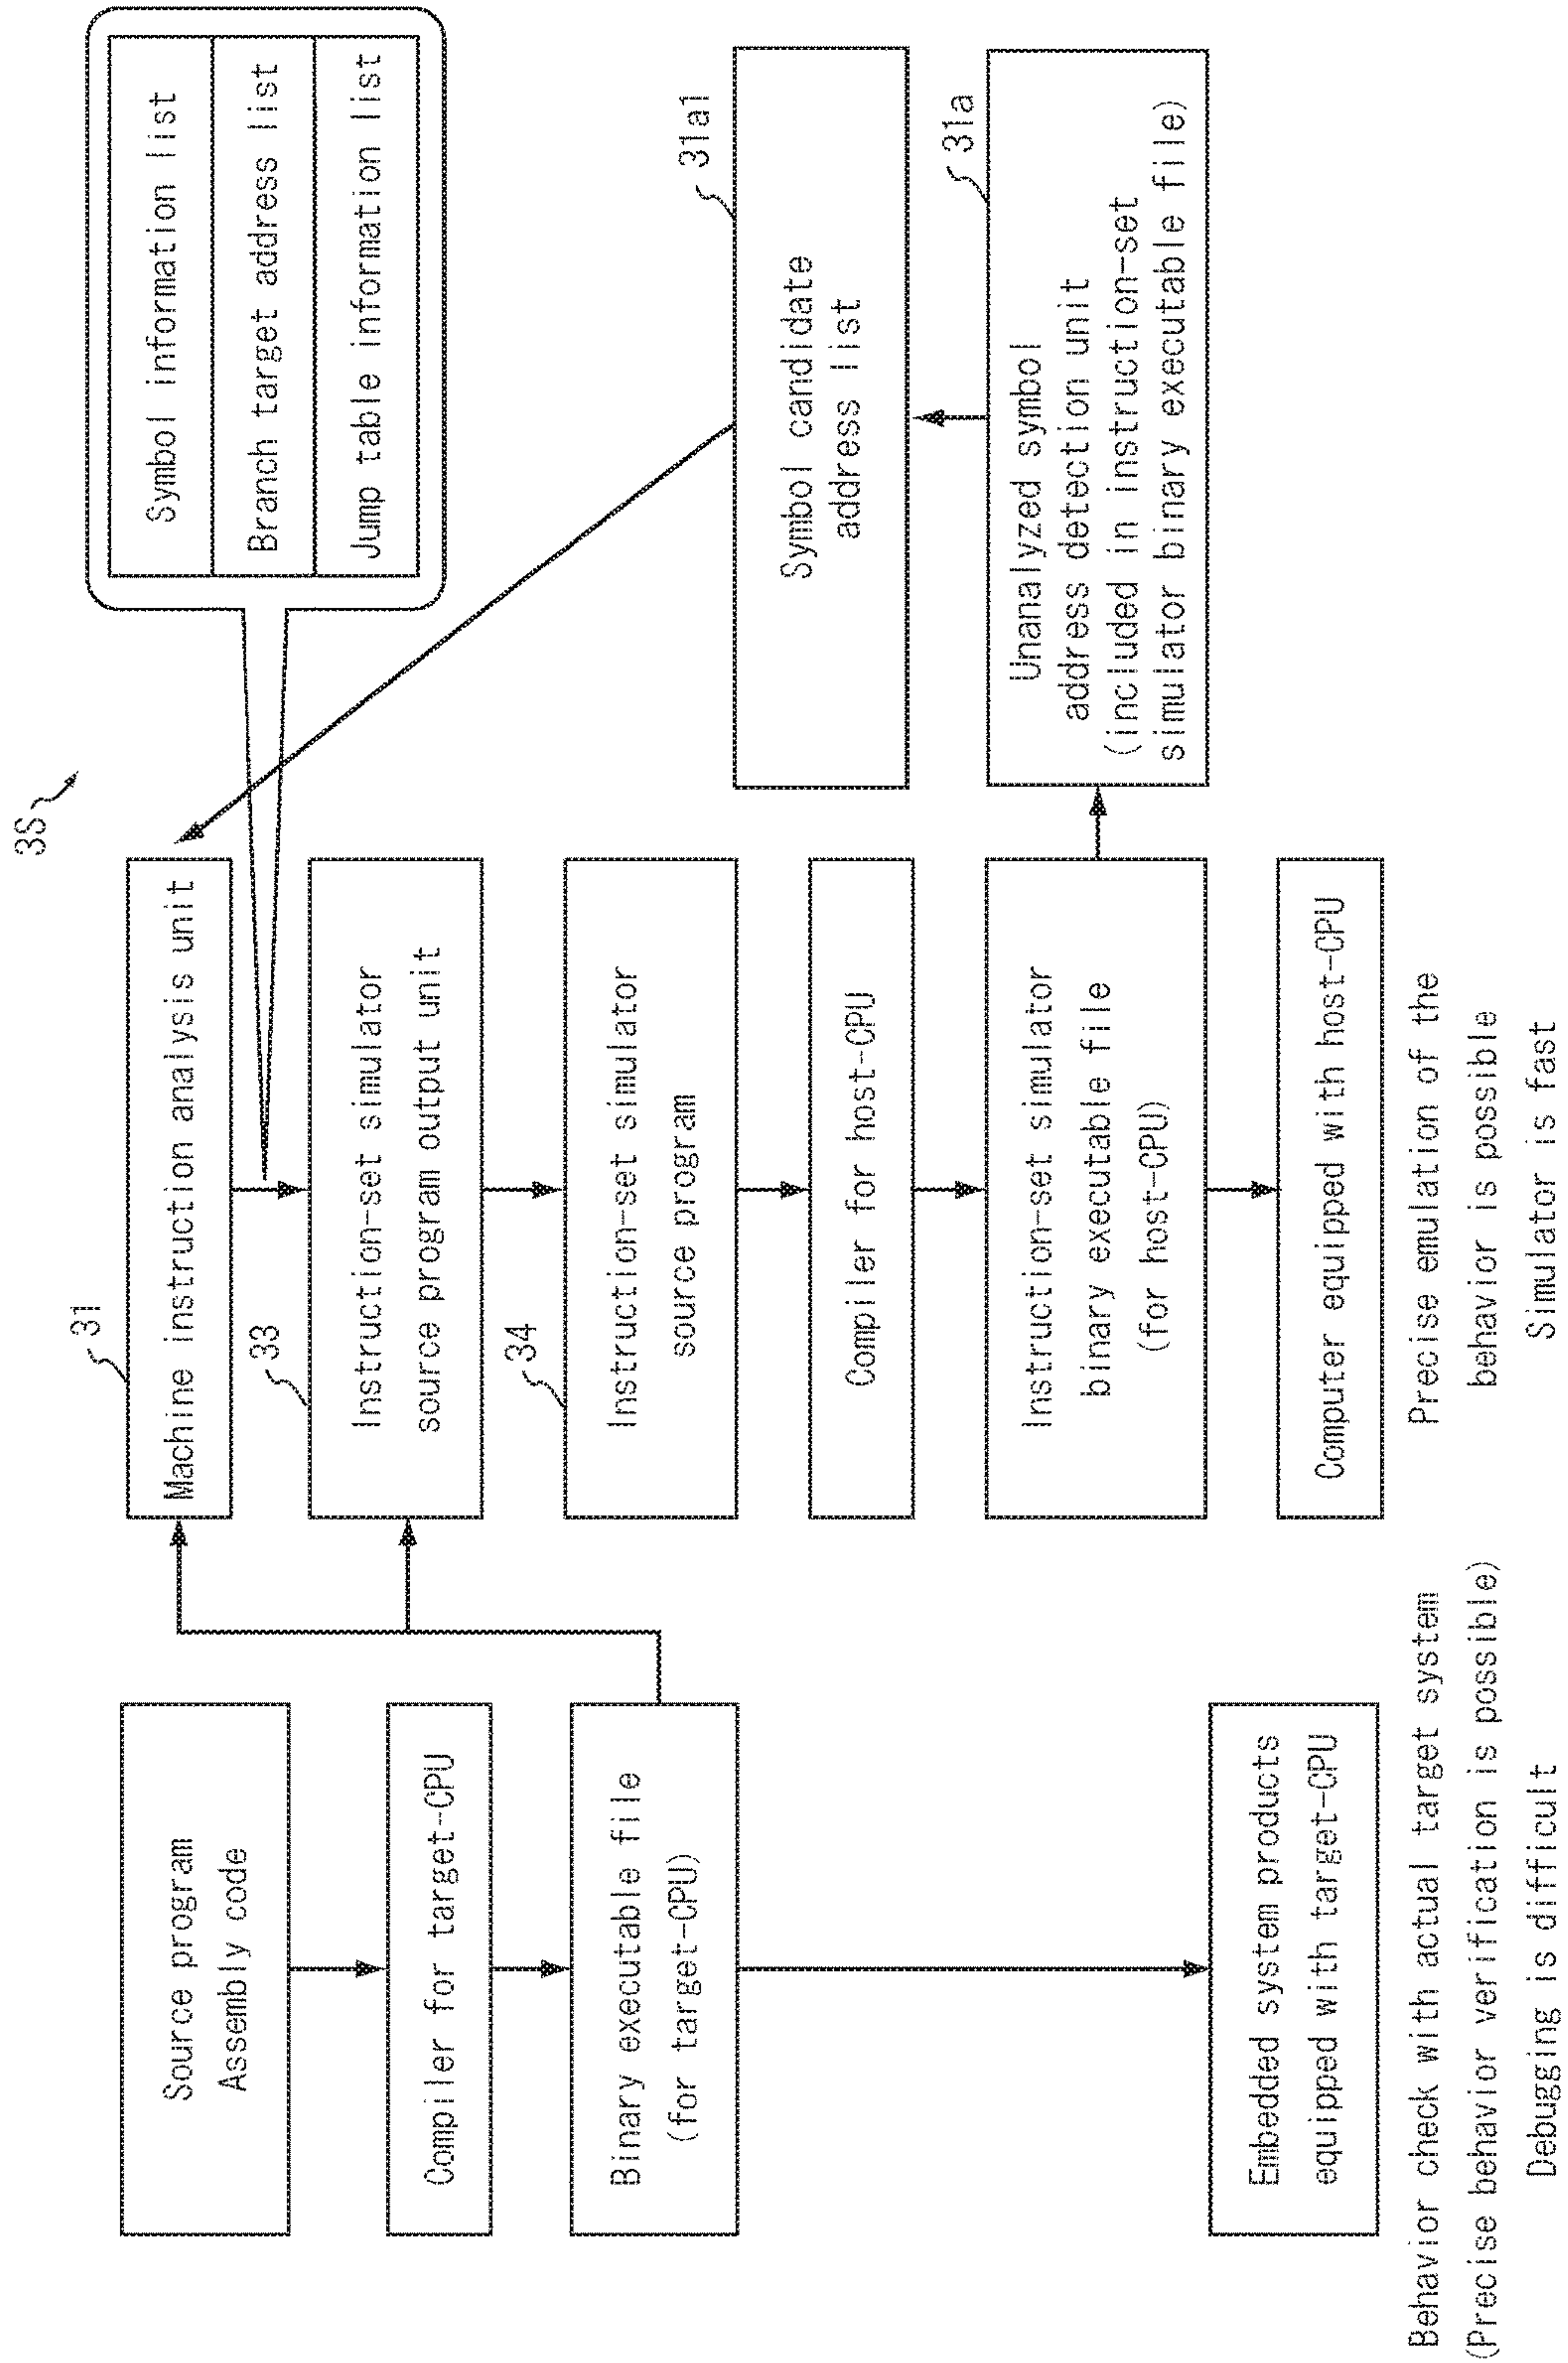 3S
Source program
Assembly code
Compiler for target-CPU
Binary executable file
(for target-CPU)
Embedded system products
equipped with target-CPU
Behavior check with actual target system
(Precise behavior verification is possible)
Debugging is difficult
31
Machine instruction analysis unit
33
Instruction-set simulator
source program output unit
34
Instruction-set simulator
source program
Compiler for host-CPU
Instruction-set simulator
binary executable file
(for host-CPU)
Computer equipped with host-CPU
Precise emulation of the
behavior is possible
Simulator is fast
Symbol information list
Branch target address list
Jump table information list
31a1
Symbol candidate
address list
31a
Unanalyzed symbol
address detection unit
(included in instruction-set
simulator binary executable file)